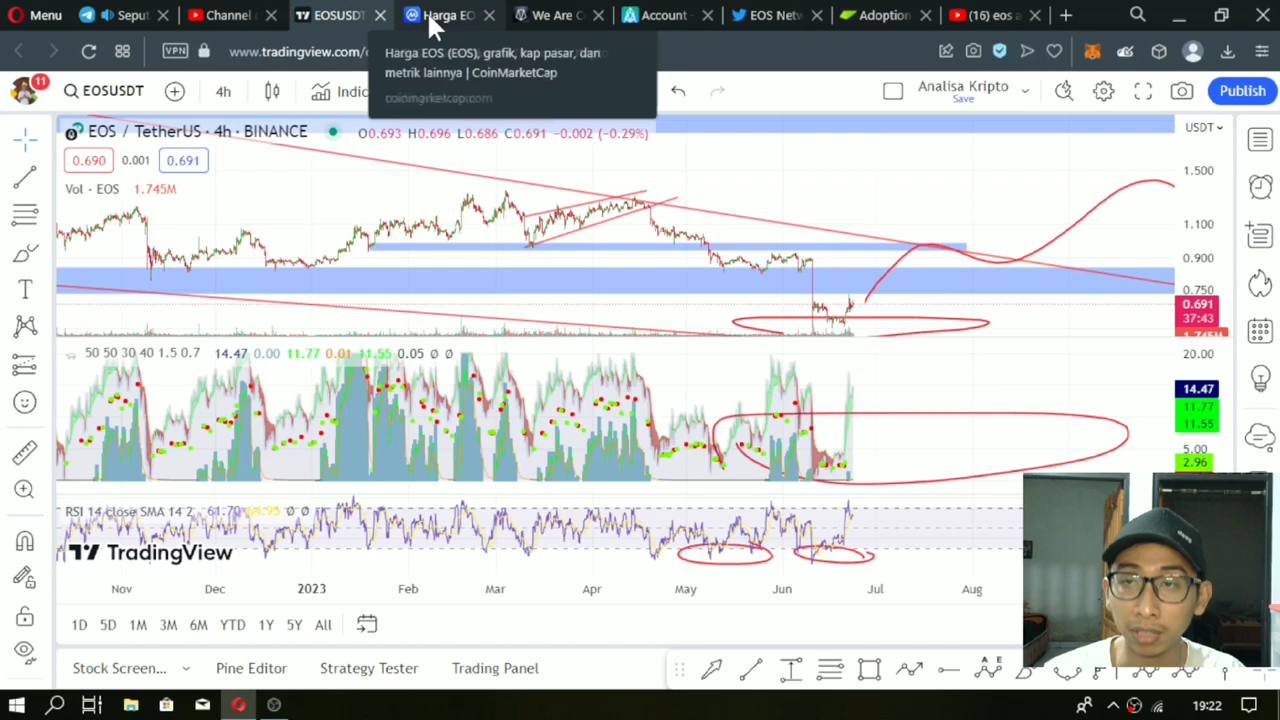 Menu
Seput
Channel
EOSUSDT
Harga EO
We Are C
Account
EOS Netw
Adoption
(16) eos a
VPN
www.tradingview.com/c
Harga EOS (EOS), grafik, kap pasar, dan
metrik lainnya | CoinMarketCap
11
EOSUSDT
4h
Indic
Analisa Kripto
Save
Publish
EOS / TetherUS · 4h · BINANCE
O0.693 H0.696 L0.686 C0.691 −0.002 (−0.29%)
USDT
0.690 0.001 0.691
Vol · EOS 1.745M
1.500
1.100
0.900
0.750
0.691
37:43
1.745M
50 50 30 40 1.5 0.7 14.47 0.00 11.77 0.01 11.55 0.05 Ø Ø
20.00
14.47
11.77
11.55
5.00
2.96
RSI 14 close SMA 14 2 61.70 64.95 Ø Ø
TradingView
Nov Dec 2023 Feb Mar Apr May Jun Jul Aug
1D 5D 1M 3M 6M YTD 1Y 5Y All
Stock Screen... Pine Editor Strategy Tester Trading Panel
19:22